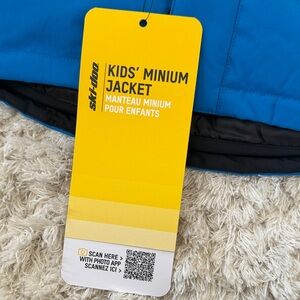 ski-doo
KIDS' MINIUM
JACKET
MANTEAU MINIUM
POUR ENFANTS
SCAN HERE >
WITH PHOTO APP
SCANNEZ ICI >